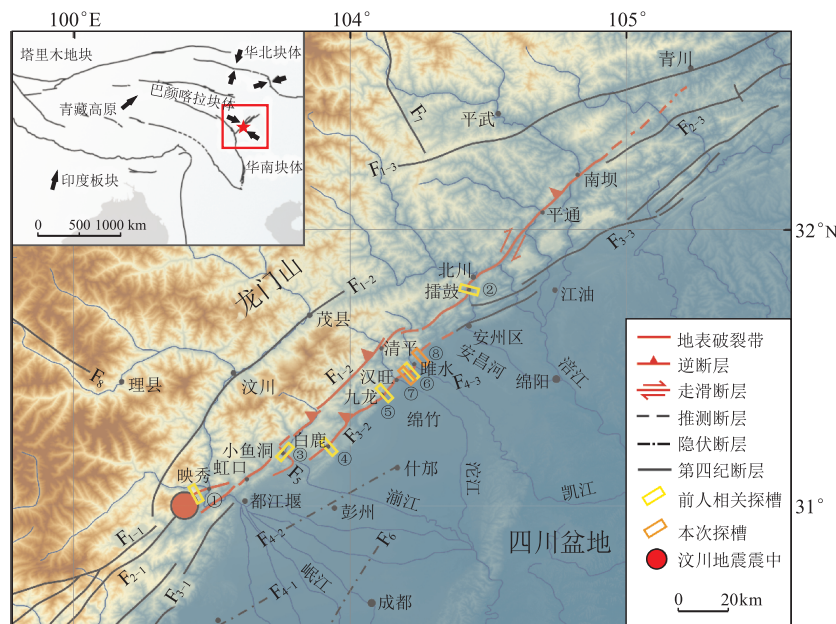 100°E
104°
105°
塔里木地块
华北块体
巴颜喀拉块体
青藏高原
华南块体
印度板块
0 500 1000 km
青川
F7
平武
F2-3
F1-3
南坝
平通
F3-3
32°N
北川
擂鼓
②
江油
龙门山
F1-2
茂县
安州区
清平
⑧
安昌河
涪江
F8
理县
汶川
F1-2
汉旺
雎水
⑥
F4-3
绵阳
⑦
九龙
⑤
绵竹
F3-2
小鱼洞
白鹿
③
④
虹口
F5
什邡
沱江
映秀
①
都江堰
湔江
凯江
31°
彭州
F1-1
F4-2
四川盆地
F2-1
F6
F3-1
岷江
F4-1
成都
地表破裂带
逆断层
走滑断层
推测断层
隐伏断层
第四纪断层
前人相关探槽
本次探槽
汶川地震震中
0 20km